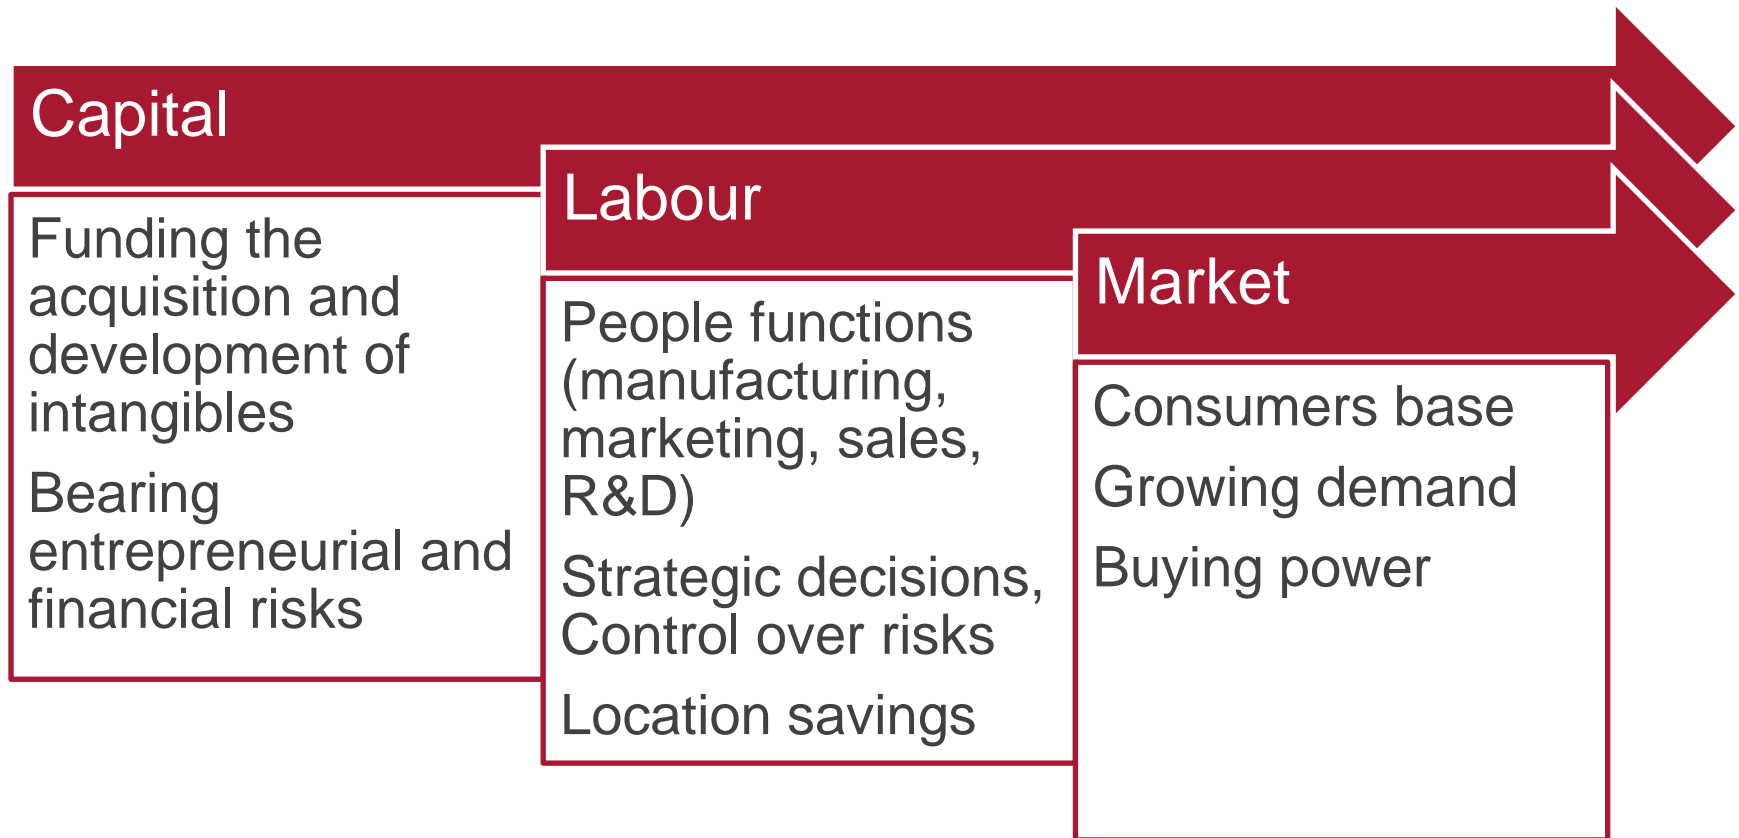 Capital
Funding the
acquisition and
development of
intangibles
Bearing
entrepreneurial and
financial risks
Labour
People functions
(manufacturing,
marketing, sales,
R&D)
Strategic decisions,
Control over risks
Location savings
Market
Consumers base
Growing demand
Buying power